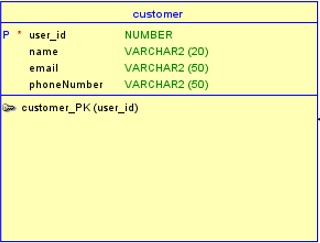 customer
P * user_id NUMBER
name VARCHAR2 (20)
email VARCHAR2 (50)
phoneNumber VARCHAR2 (50)
customer_PK (user_id)